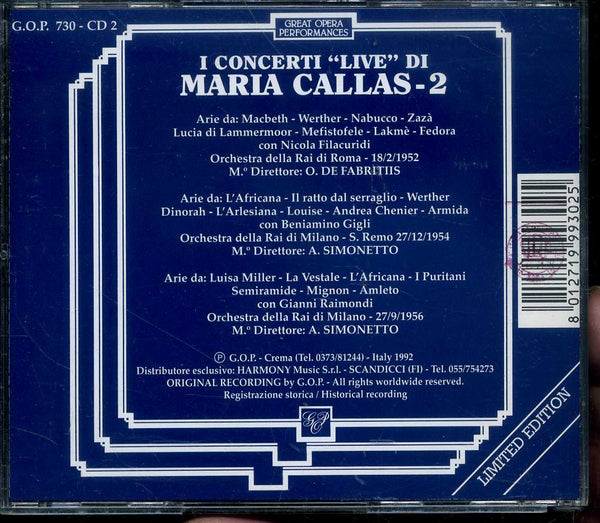 G.O.P. 730 - CD 2
GREAT OPERA
PERFORMANCES
I CONCERTI “LIVE” DI
MARIA CALLAS - 2
Arie da: Macbeth - Werther - Nabucco - Zazà
Lucia di Lammermoor - Mefistofele - Lakmè - Fedora
con Nicola Filacuridi
Orchestra della Rai di Roma - 18/2/1952
M.º Direttore: O. DE FABRITIIS
Arie da: L'Africana - Il ratto dal serraglio - Werther
Dinorah - L'Arlesiana - Louise - Andrea Chenier - Armida
con Beniamino Gigli
Orchestra della Rai di Milano - S. Remo 27/12/1954
M.º Direttore: A. SIMONETTO
Arie da: Luisa Miller - La Vestale - L'Africana - I Puritani
Semiramide - Mignon - Amleto
con Gianni Raimondi
Orchestra della Rai di Milano - 27/9/1956
M.º Direttore: A. SIMONETTO
Ⓟ G.O.P. - Crema (Tel. 0373/81244) - Italy 1992
Distributore esclusivo: HARMONY Music S.r.l. - SCANDICCI (FI) - Tel. 055/754273
ORIGINAL RECORDING by G.O.P. - All rights worldwide reserved.
Registrazione storica / Historical recording
8 012719 993025
LIMITED EDITION